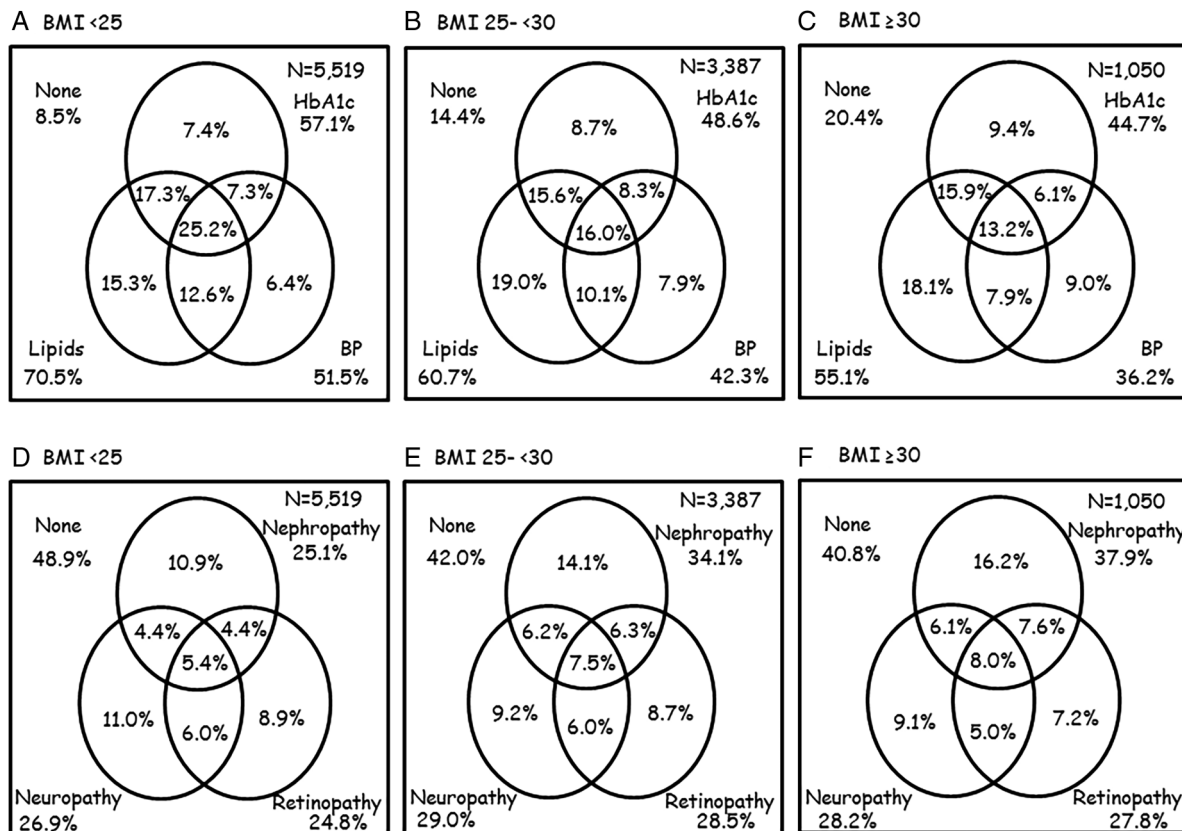 A BMI <25
N=5,519
None
HbA1c
8.5%
57.1%
7.4%
17.3%
7.3%
25.2%
15.3%
12.6%
6.4%
Lipids
BP
70.5%
51.5%
B BMI 25- <30
N=3,387
None
HbA1c
14.4%
48.6%
8.7%
15.6%
8.3%
16.0%
19.0%
10.1%
7.9%
Lipids
BP
60.7%
42.3%
C BMI ≥30
N=1,050
None
HbA1c
20.4%
44.7%
9.4%
15.9%
6.1%
13.2%
18.1%
7.9%
9.0%
Lipids
BP
55.1%
36.2%
D BMI <25
N=5,519
None
Nephropathy
48.9%
25.1%
10.9%
4.4%
4.4%
5.4%
11.0%
6.0%
8.9%
Neuropathy
Retinopathy
26.9%
24.8%
E BMI 25- <30
N=3,387
None
Nephropathy
42.0%
34.1%
14.1%
6.2%
6.3%
7.5%
9.2%
6.0%
8.7%
Neuropathy
Retinopathy
29.0%
28.5%
F BMI ≥30
N=1,050
None
Nephropathy
40.8%
37.9%
16.2%
6.1%
7.6%
8.0%
9.1%
5.0%
7.2%
Neuropathy
Retinopathy
28.2%
27.8%